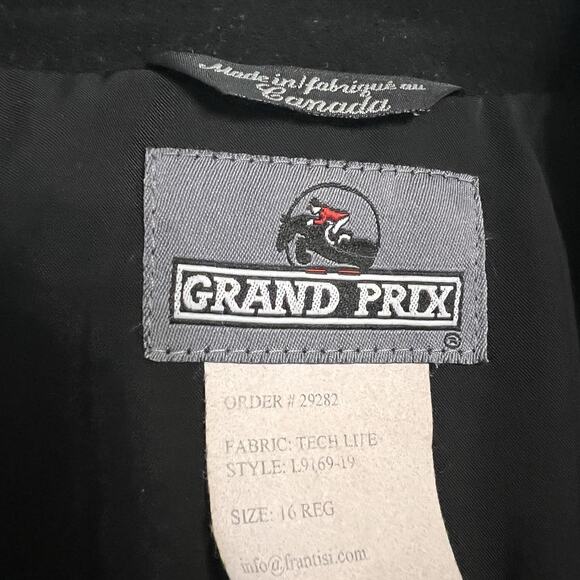 Made in/fabriqué au
Canada
GRAND PRIX
®
ORDER # 29282
FABRIC: TECH LITE
STYLE: L9169-19
SIZE: 16 REG
info@frantisi.com